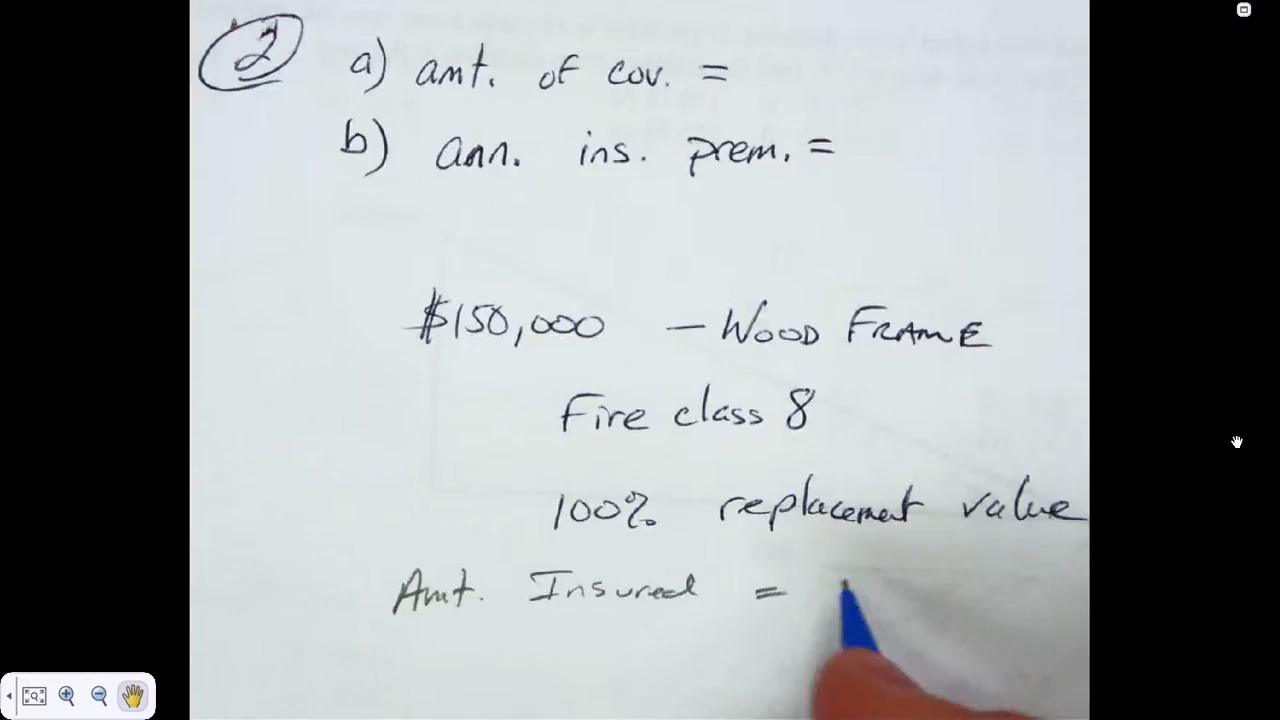 2
a) amt. of cov. =
b) ann. ins. prem. =
$150,000 — WOOD FRAME
Fire class 8
100% replacement value
Amt. Insured =